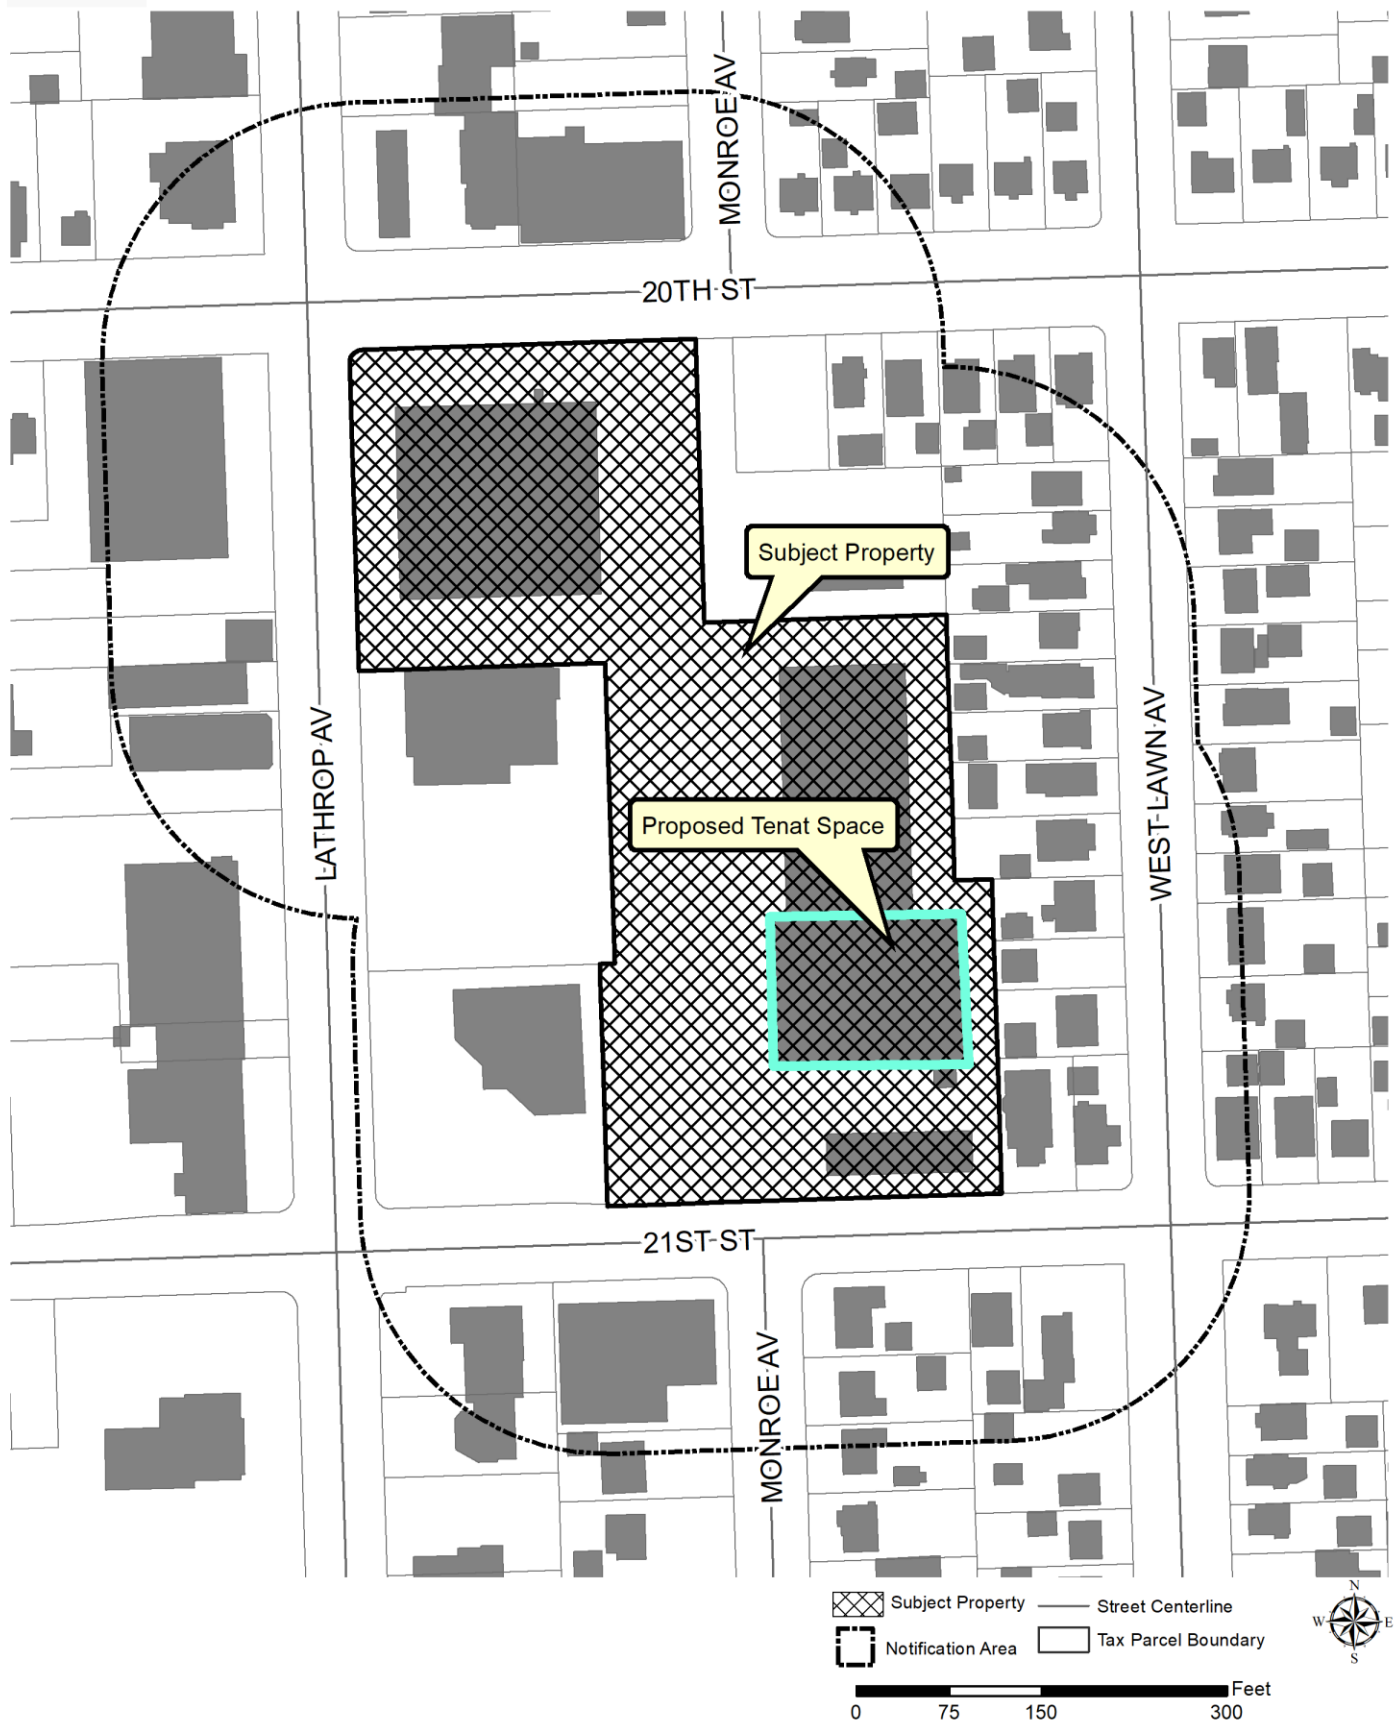 MONROE AV
20TH ST
Subject Property
LATHROP AV
WEST LAWN AV
Proposed Tenat Space
21ST ST
MONROE AV
Subject Property
Street Centerline
Notification Area
Tax Parcel Boundary
N
W E
S
Feet
0 75 150 300